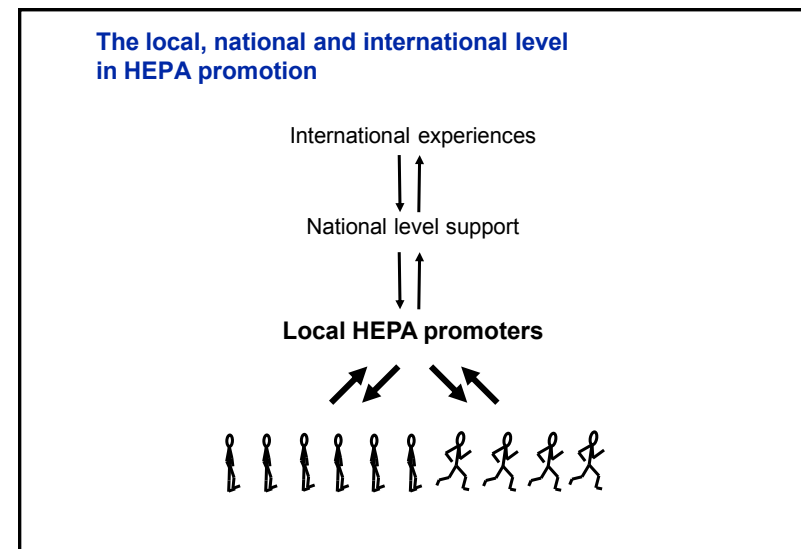 The local, national and international level
in HEPA promotion
International experiences
National level support
Local HEPA promoters